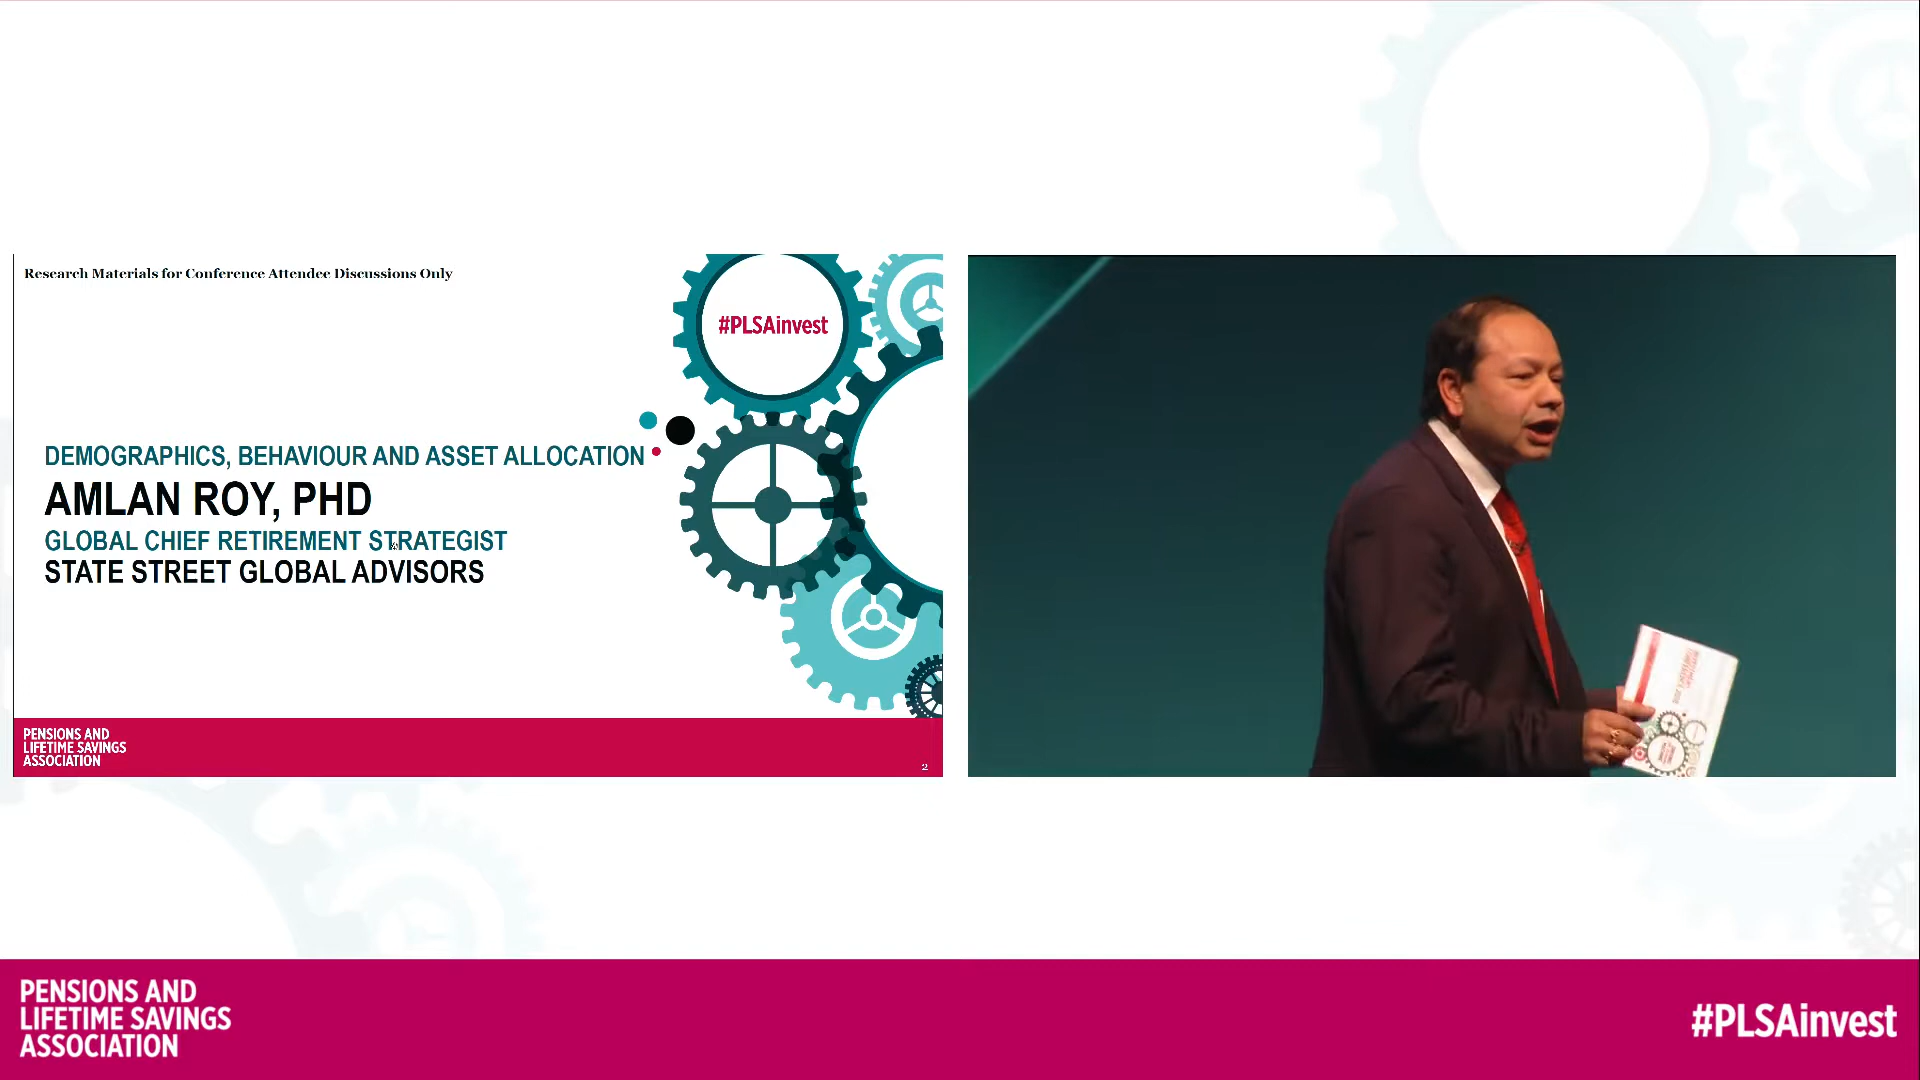 Research Materials for Conference Attendee Discussions Only
#PLSAinvest
DEMOGRAPHICS, BEHAVIOUR AND ASSET ALLOCATION
AMLAN ROY, PHD
GLOBAL CHIEF RETIREMENT STRATEGIST
STATE STREET GLOBAL ADVISORS
PENSIONS AND
LIFETIME SAVINGS
ASSOCIATION
2
PENSIONS AND
LIFETIME SAVINGS
ASSOCIATION
#PLSAinvest